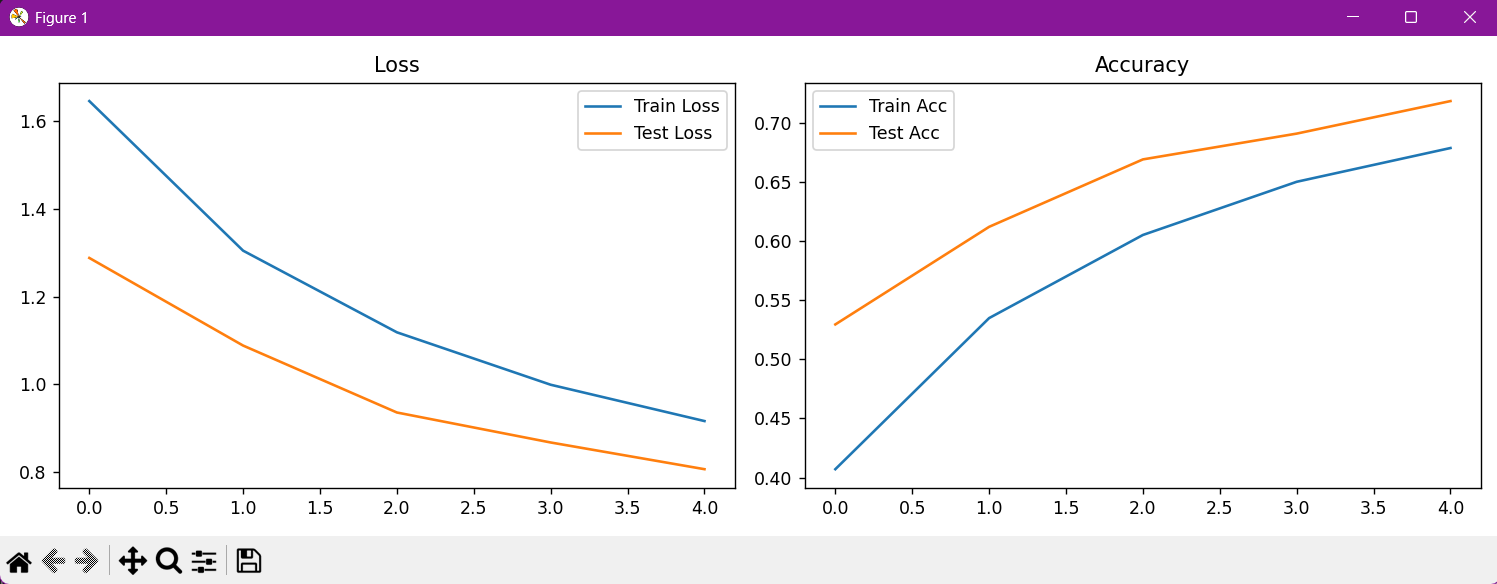 Figure 1
Loss
Train Loss
Test Loss
1.6
1.4
1.2
1.0
0.8
0.0 0.5 1.0 1.5 2.0 2.5 3.0 3.5 4.0
Accuracy
Train Acc
Test Acc
0.70
0.65
0.60
0.55
0.50
0.45
0.40
0.0 0.5 1.0 1.5 2.0 2.5 3.0 3.5 4.0